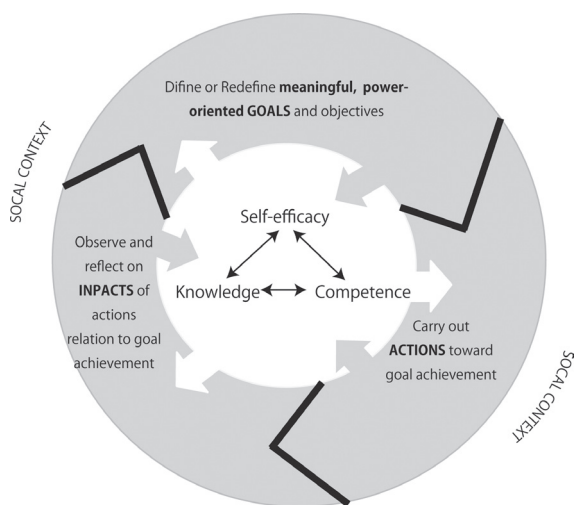 Difine or Redefine meaningful, power-
oriented GOALS and objectives
SOCAL CONTEXT
Self-efficacy
Knowledge
Competence
Observe and
reflect on
INPACTS of
actions
relation to goal
achievement
Carry out
ACTIONS toward
goal achievement
SOCAL CONTEXT